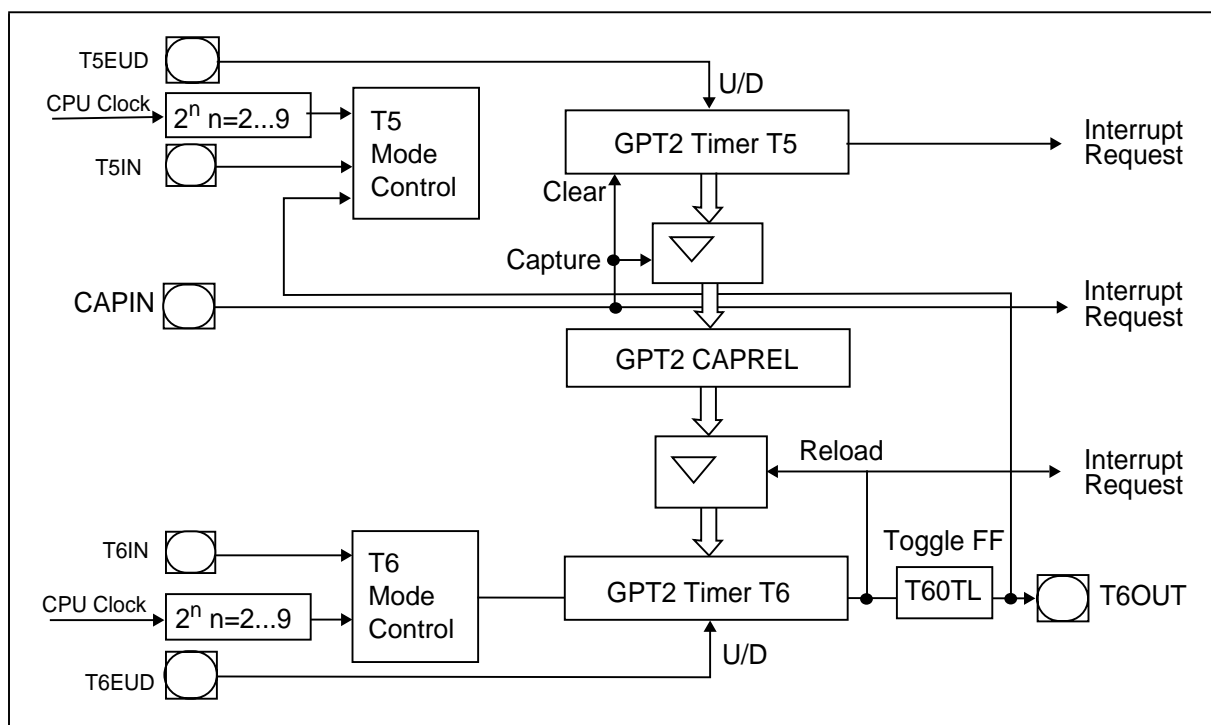 T5EUD
U/D
CPU Clock
2ⁿ n=2...9
T5
Mode
Control
GPT2 Timer T5
Interrupt
Request
T5IN
Clear
Capture
CAPIN
Interrupt
Request
GPT2 CAPREL
Reload
Interrupt
Request
T6IN
T6
Mode
Control
Toggle FF
GPT2 Timer T6
T60TL
T6OUT
CPU Clock
2ⁿ n=2...9
U/D
T6EUD